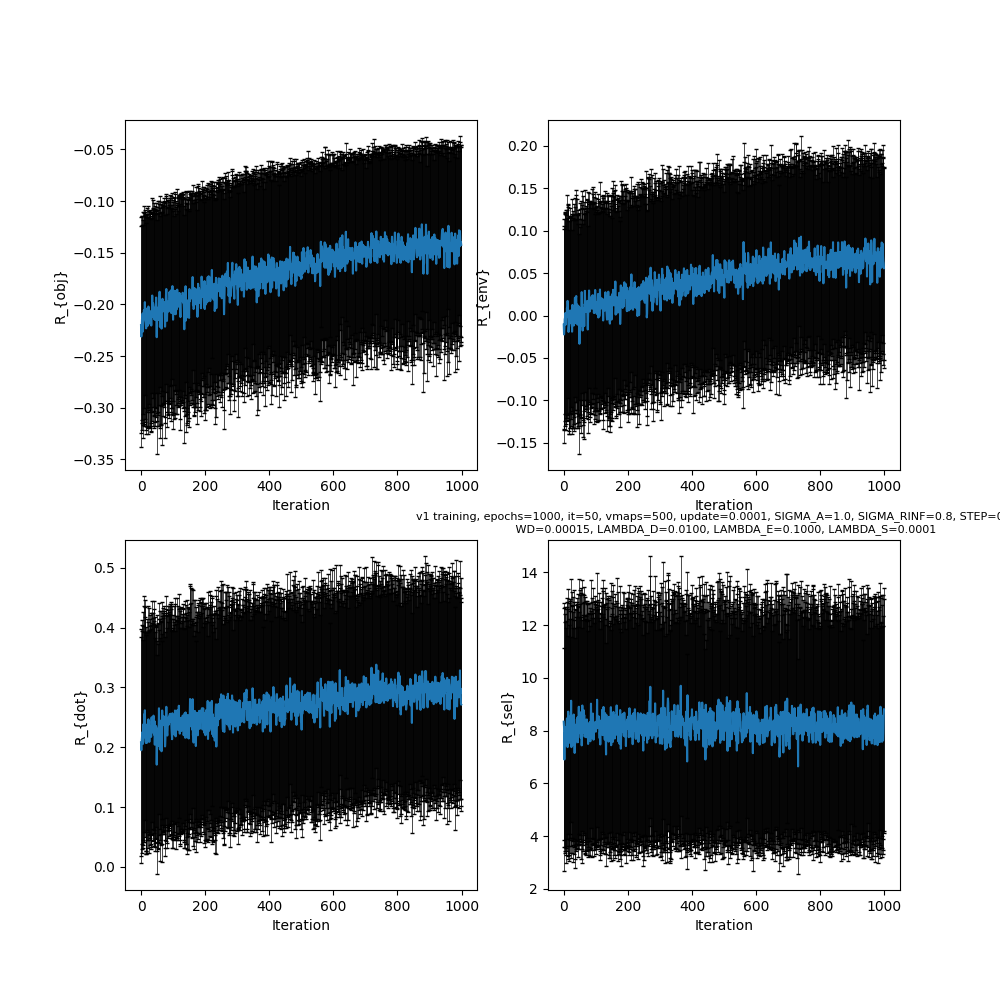 −0.05
−0.10
−0.15
−0.20
−0.25
−0.30
−0.35
R_{obj}
0 200 400 600 800 1000
Iteration
0.20
0.15
0.10
0.05
0.00
−0.05
−0.10
−0.15
R_{env}
0 200 400 600 800 1000
Iteration
v1 training, epochs=1000, it=50, vmaps=500, update=0.0001, SIGMA_A=1.0, SIGMA_RINF=0.8, STEP=0
WD=0.00015, LAMBDA_D=0.0100, LAMBDA_E=0.1000, LAMBDA_S=0.0001
0.5
0.4
0.3
0.2
0.1
0.0
R_{dot}
0 200 400 600 800 1000
Iteration
14
12
10
8
6
4
2
R_{sel}
0 200 400 600 800 1000
Iteration